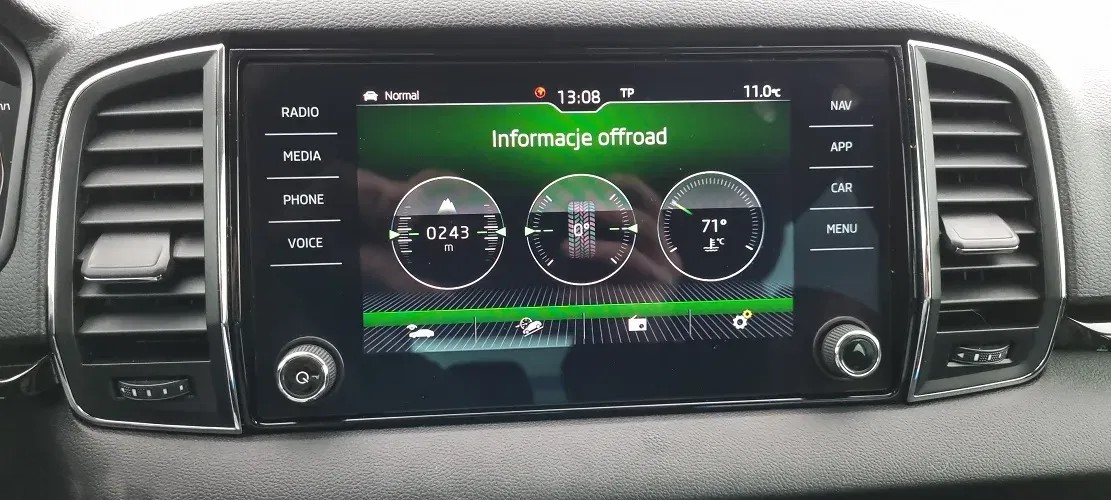 Normal
13:08
TP
11.0°C
Informacje offroad
0243
m
0°
71°
°C
RADIO
MEDIA
PHONE
VOICE
NAV
APP
CAR
MENU